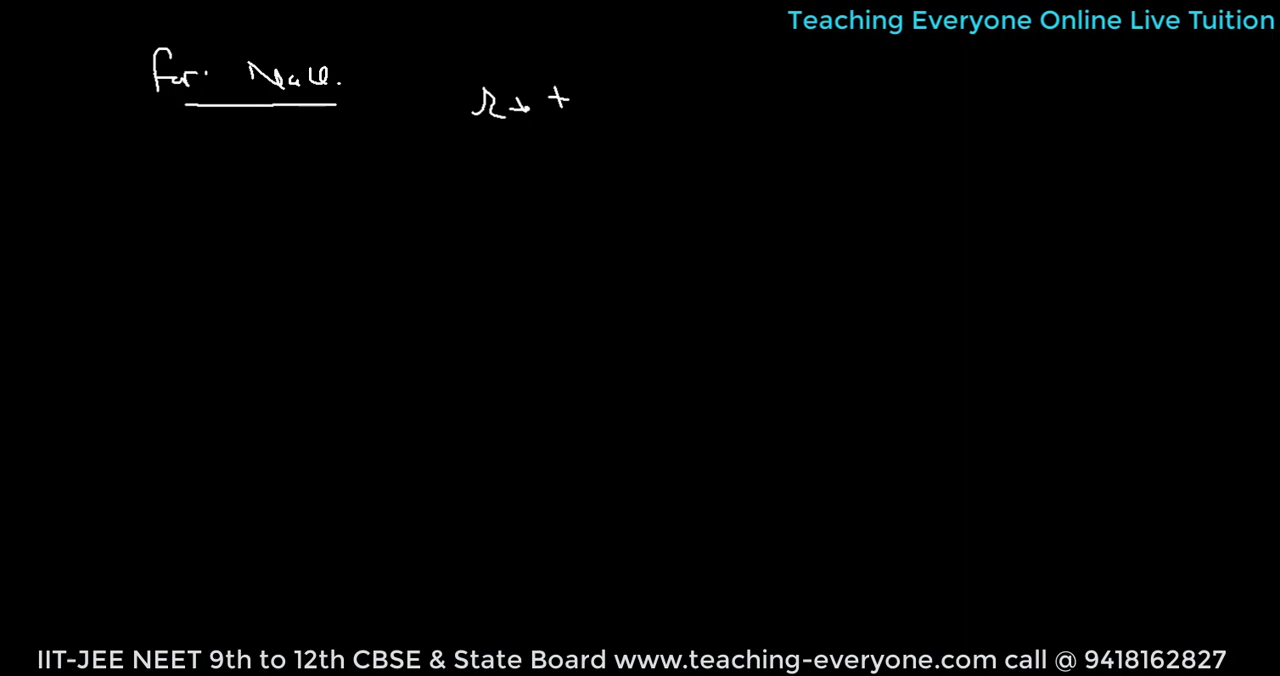 Teaching Everyone Online Live Tuition
For NaCl.
r+ +
IIT-JEE NEET 9th to 12th CBSE & State Board www.teaching-everyone.com call @ 9418162827